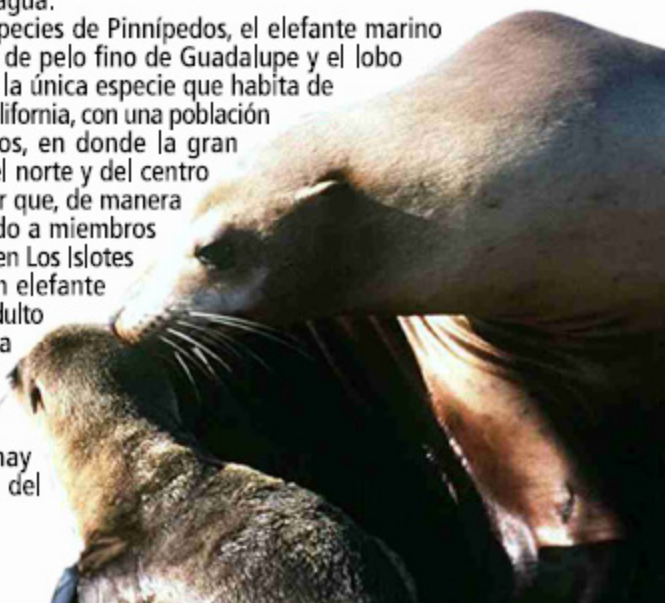 agua.
pecies de Pinnípedos, el elefante marino
de pelo fino de Guadalupe y el lobo
la única especie que habita de
lifornia, con una población
os, en donde la gran
el norte y del centro
r que, de manera
do a miembros
en Los Islotes
n elefante
dulto
a
hay
del